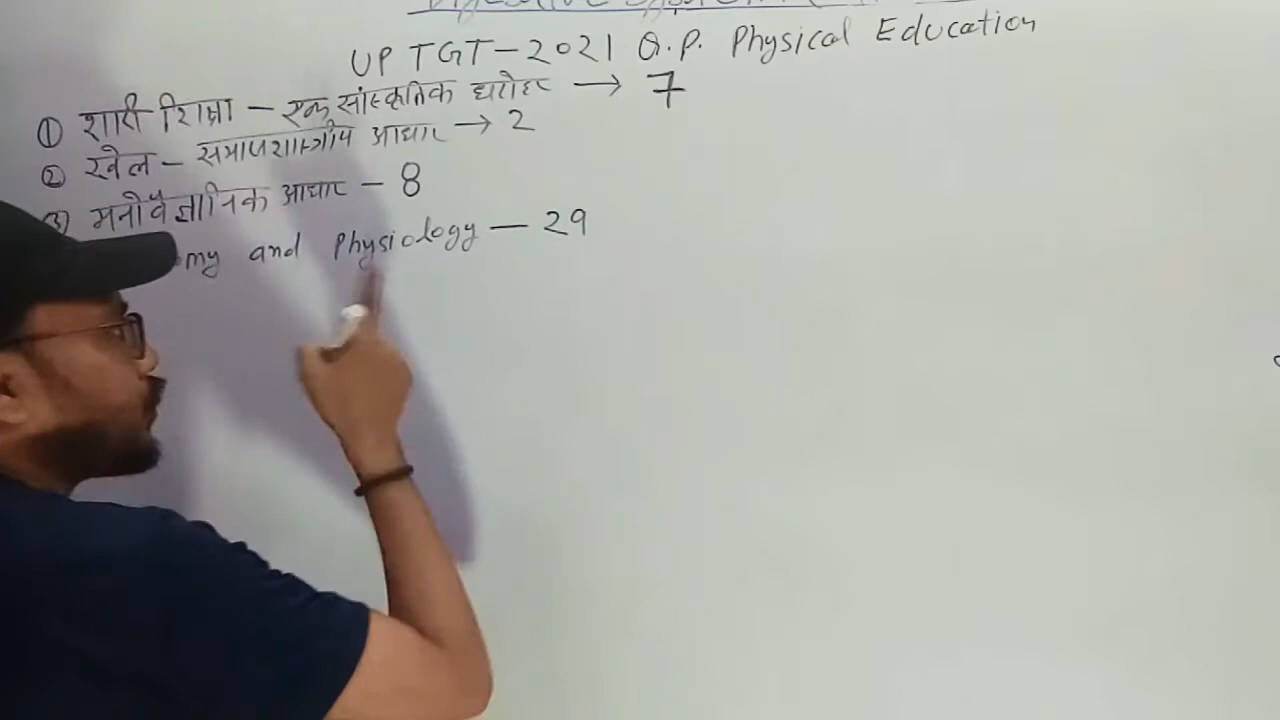 UP TGT-2021 Q.P. Physical Education
① शारी शिक्षा - एक सांस्कृतिक धरोहर → 7
② खेल - समाजशास्त्रीय आधार → 2
③ मनोवैज्ञानिक आधार - 8
my and Physiology - 29